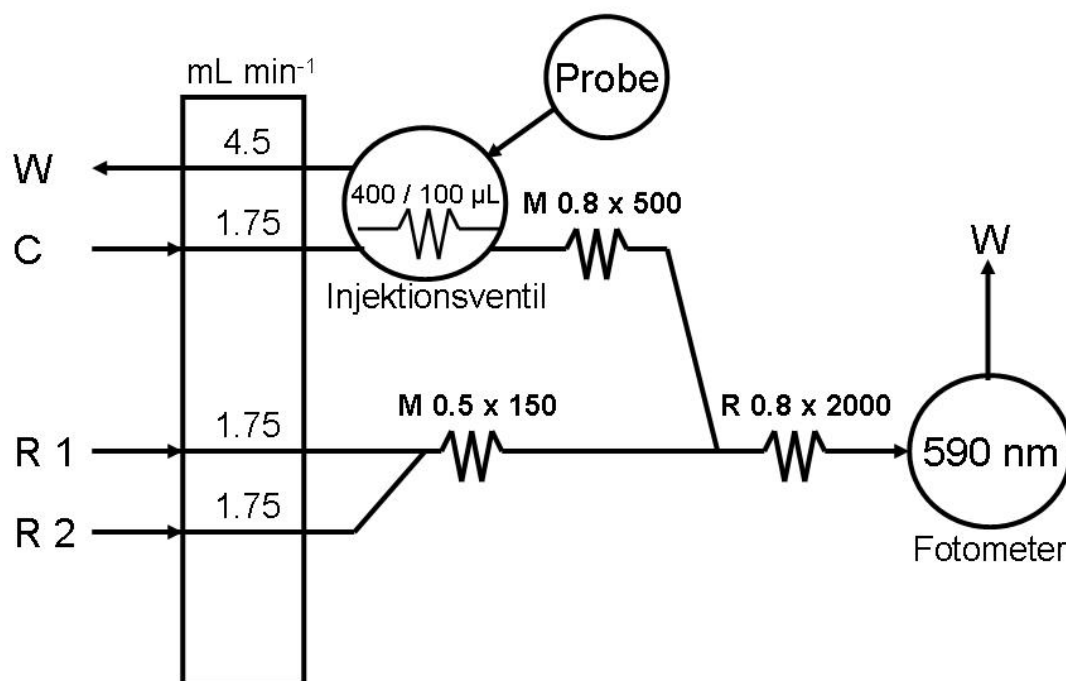 mL min⁻¹
Probe
W
4.5
400 / 100 µL
M 0.8 x 500
C
1.75
Injektionsventil
W
R 1
1.75
M 0.5 x 150
R 0.8 x 2000
590 nm
R 2
1.75
Fotometer